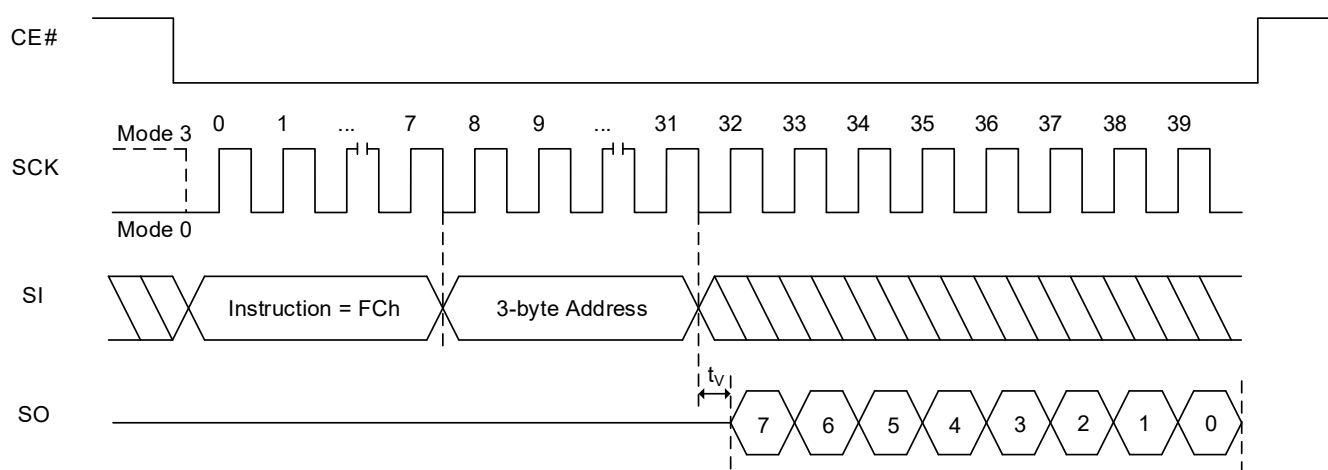 CE#
Mode 3 0 1 ... 7 8 9 ... 31 32 33 34 35 36 37 38 39
SCK
Mode 0
SI Instruction = FCh 3-byte Address
tV
SO 7 6 5 4 3 2 1 0